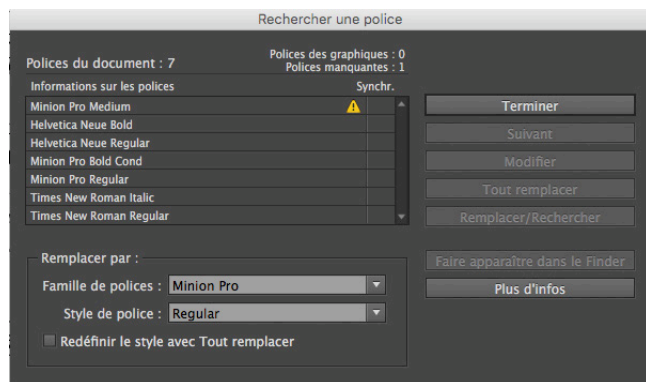 Rechercher une police
Polices du document : 7
Polices des graphiques : 0
Polices manquantes : 1
Informations sur les polices Synchr.
Minion Pro Medium
Helvetica Neue Bold
Helvetica Neue Regular
Minion Pro Bold Cond
Minion Pro Regular
Times New Roman Italic
Times New Roman Regular
Terminer
Suivant
Modifier
Tout remplacer
Remplacer/Rechercher
Faire apparaître dans le Finder
Plus d'infos
Remplacer par :
Famille de polices : Minion Pro
Style de police : Regular
Redéfinir le style avec Tout remplacer